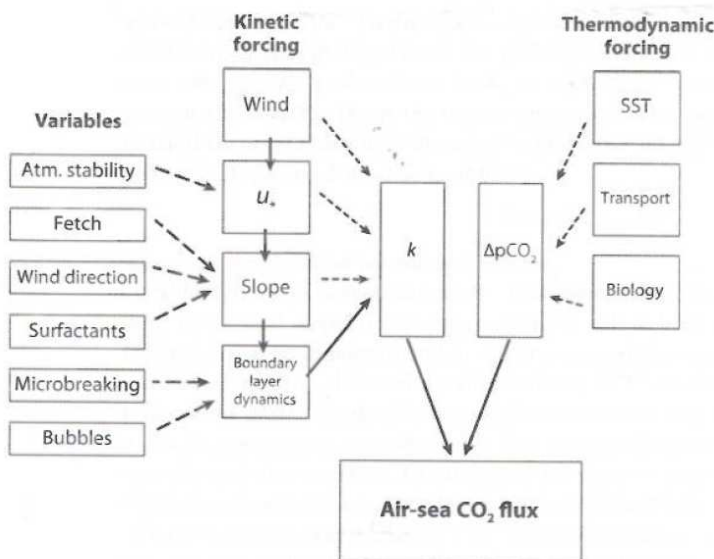 Kinetic
forcing
Thermodynamic
forcing
Variables
Wind
SST
Atm. stability
u*
Transport
Fetch
k
ΔpCO₂
Wind direction
Slope
Biology
Surfactants
Microbreaking
Boundary
layer
dynamics
Bubbles
Air-sea CO₂ flux